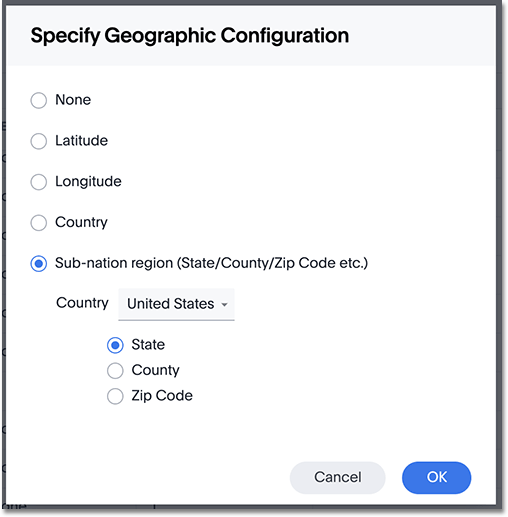 Specify Geographic Configuration
None
Latitude
Longitude
Country
Sub-nation region (State/County/Zip Code etc.)
Country United States
State
County
Zip Code
Cancel OK